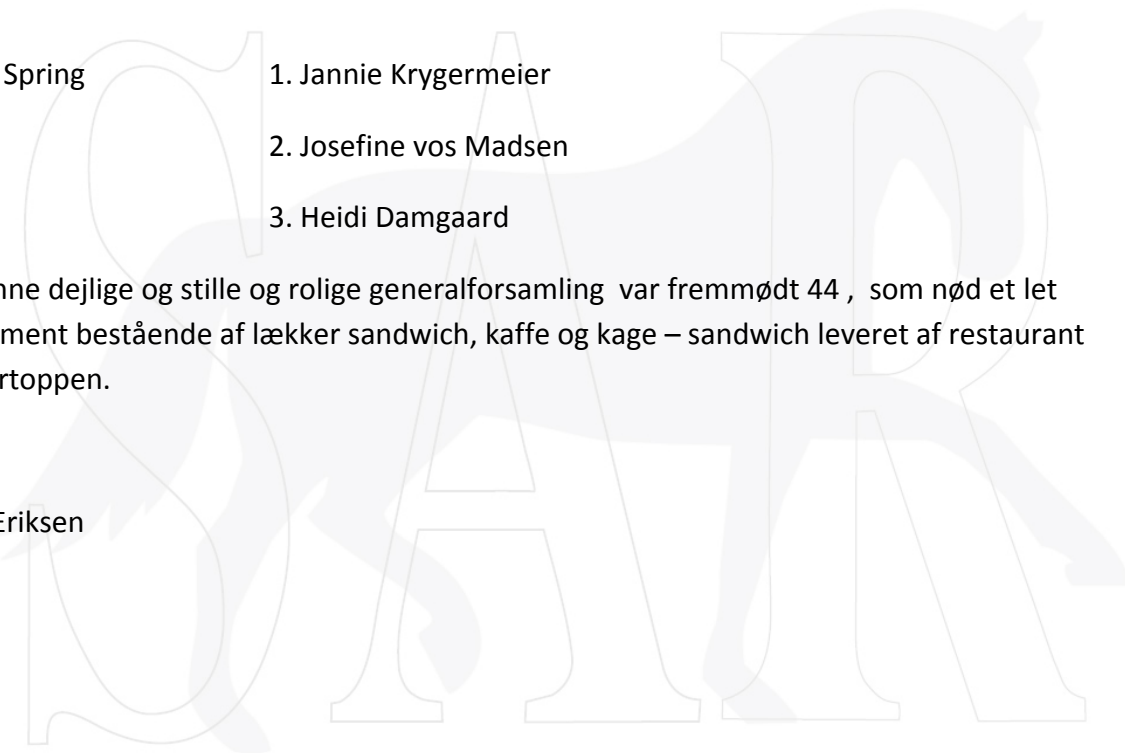 Spring 1. Jannie Krygermeier
2. Josefine vos Madsen
3. Heidi Damgaard
nne dejlige og stille og rolige generalforsamling var fremmødt 44 , som nød et let
ment bestående af lækker sandwich, kaffe og kage – sandwich leveret af restaurant
rtoppen.
Eriksen
SAR